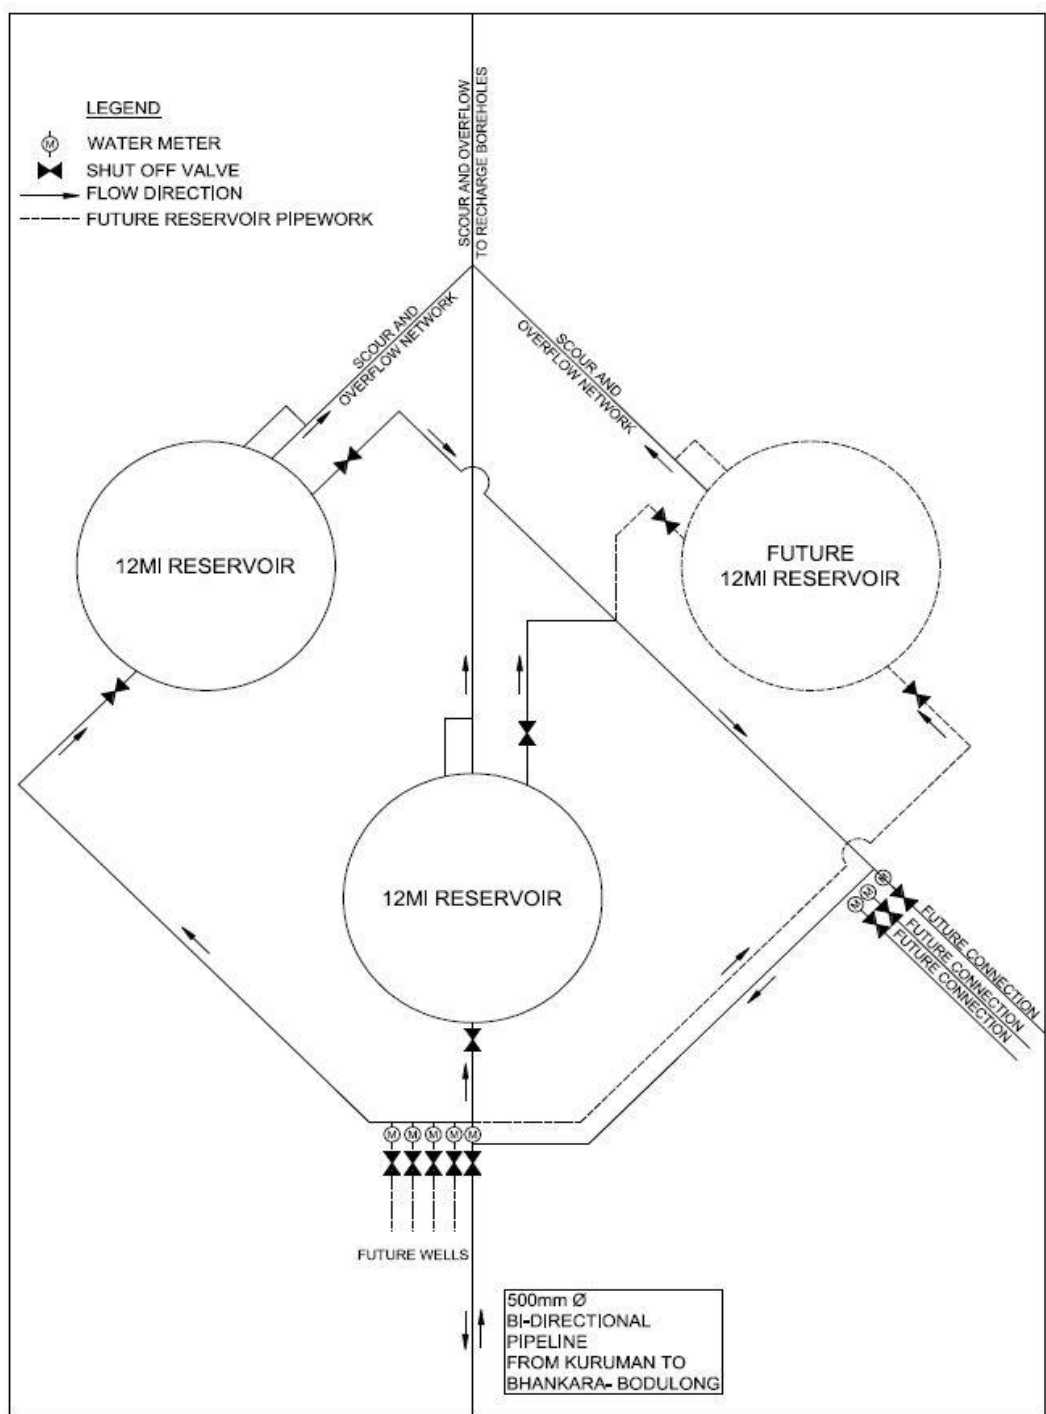 LEGEND
M WATER METER
SHUT OFF VALVE
FLOW DIRECTION
FUTURE RESERVOIR PIPEWORK
SCOUR AND OVERFLOW
TO RECHARGE BOREHOLES
SCOUR AND
OVERFLOW NETWORK
SCOUR AND
OVERFLOW NETWORK
12Ml RESERVOIR
FUTURE
12Ml RESERVOIR
12Ml RESERVOIR
M
M
FUTURE CONNECTION
FUTURE CONNECTION
FUTURE CONNECTION
M M M M M
FUTURE WELLS
500mm Ø
BI-DIRECTIONAL
PIPELINE
FROM KURUMAN TO
BHANKARA- BODULONG